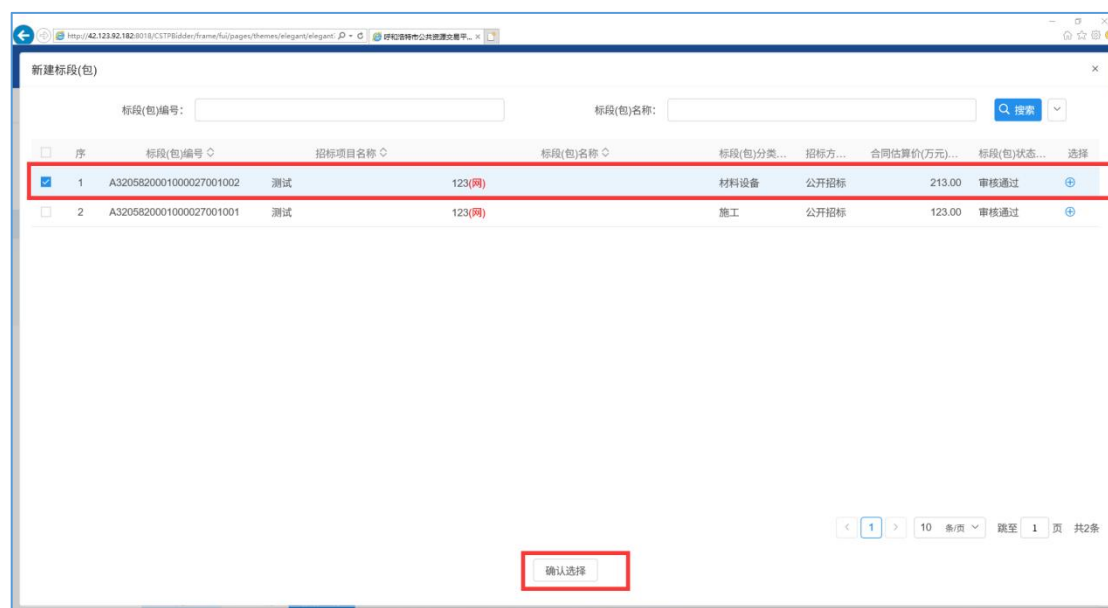 http://42.123.92.182:8018/CSTPBidder/frame/fui/pages/themes/elegant/elegant. 呼和浩特市公共资源交易平... ×
新建标段(包) ×
标段(包)编号: 标段(包)名称: 搜索
序 标段(包)编号 招标项目名称 标段(包)名称 标段(包)分类... 招标方... 合同估算价(万元)... 标段(包)状态... 选择
1 A3205820001000027001002 测试 123(网) 材料设备 公开招标 213.00 审核通过
2 A3205820001000027001001 测试 123(网) 施工 公开招标 123.00 审核通过
< 1 > 10 条/页 跳至 1 页 共2条
确认选择